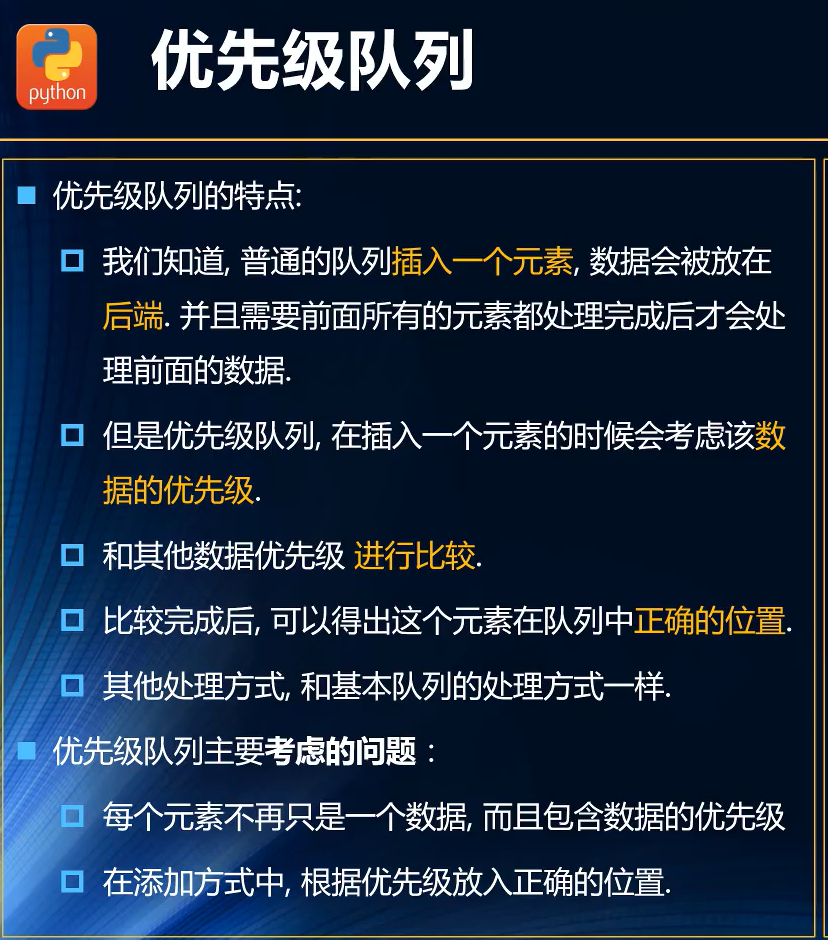 python
优先级队列
优先级队列的特点:
我们知道, 普通的队列插入一个元素, 数据会被放在
后端. 并且需要前面所有的元素都处理完成后才会处
理前面的数据.
但是优先级队列, 在插入一个元素的时候会考虑该数
据的优先级.
和其他数据优先级 进行比较.
比较完成后, 可以得出这个元素在队列中正确的位置.
其他处理方式, 和基本队列的处理方式一样.
优先级队列主要考虑的问题：
每个元素不再只是一个数据, 而且包含数据的优先级
在添加方式中, 根据优先级放入正确的位置.